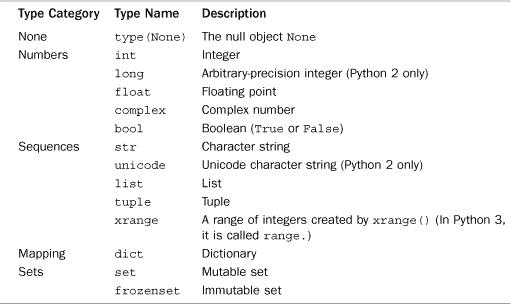 Type Category Type Name Description
None type(None) The null object None
Numbers int Integer
long Arbitrary-precision integer (Python 2 only)
float Floating point
complex Complex number
bool Boolean (True or False)
Sequences str Character string
unicode Unicode character string (Python 2 only)
list List
tuple Tuple
xrange A range of integers created by xrange() (In Python 3,
it is called range.)
Mapping dict Dictionary
Sets set Mutable set
frozenset Immutable set